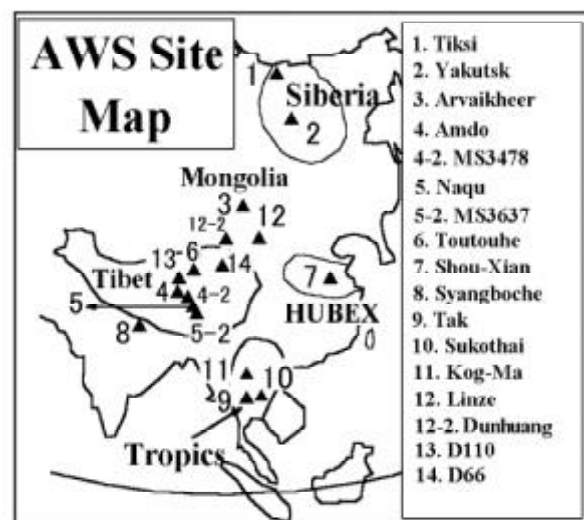 AWS Site
Map
1
Siberia
2
Mongolia
3
12-2
12
13
6
14
Tibet
4
4-2
7
5
HUBEX
8
5-2
11
10
9
Tropics
1. Tiksi
2. Yakutsk
3. Arvaikheer
4. Amdo
4-2. MS3478
5. Naqu
5-2. MS3637
6. Toutouhe
7. Shou-Xian
8. Syangboche
9. Tak
10. Sukothai
11. Kog-Ma
12. Linze
12-2. Dunhuang
13. D110
14. D66